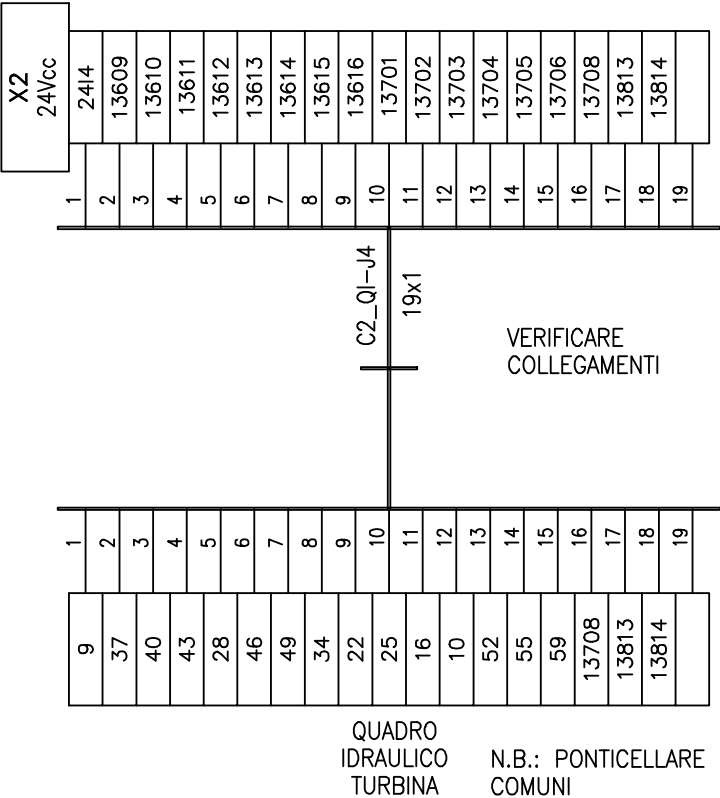 X2
24Vcc
24I4 13609 13610 13611 13612 13613 13614 13615 13616 13701 13702 13703 13704 13705 13706 13708 13813 13814
1 2 3 4 5 6 7 8 9 10 11 12 13 14 15 16 17 18 19
C2_QI-J4
19x1
VERIFICARE
COLLEGAMENTI
1 2 3 4 5 6 7 8 9 10 11 12 13 14 15 16 17 18 19
9 37 40 43 28 46 49 34 22 25 16 10 52 55 59 13708 13813 13814
QUADRO
IDRAULICO
TURBINA
N.B.: PONTICELLARE
COMUNI